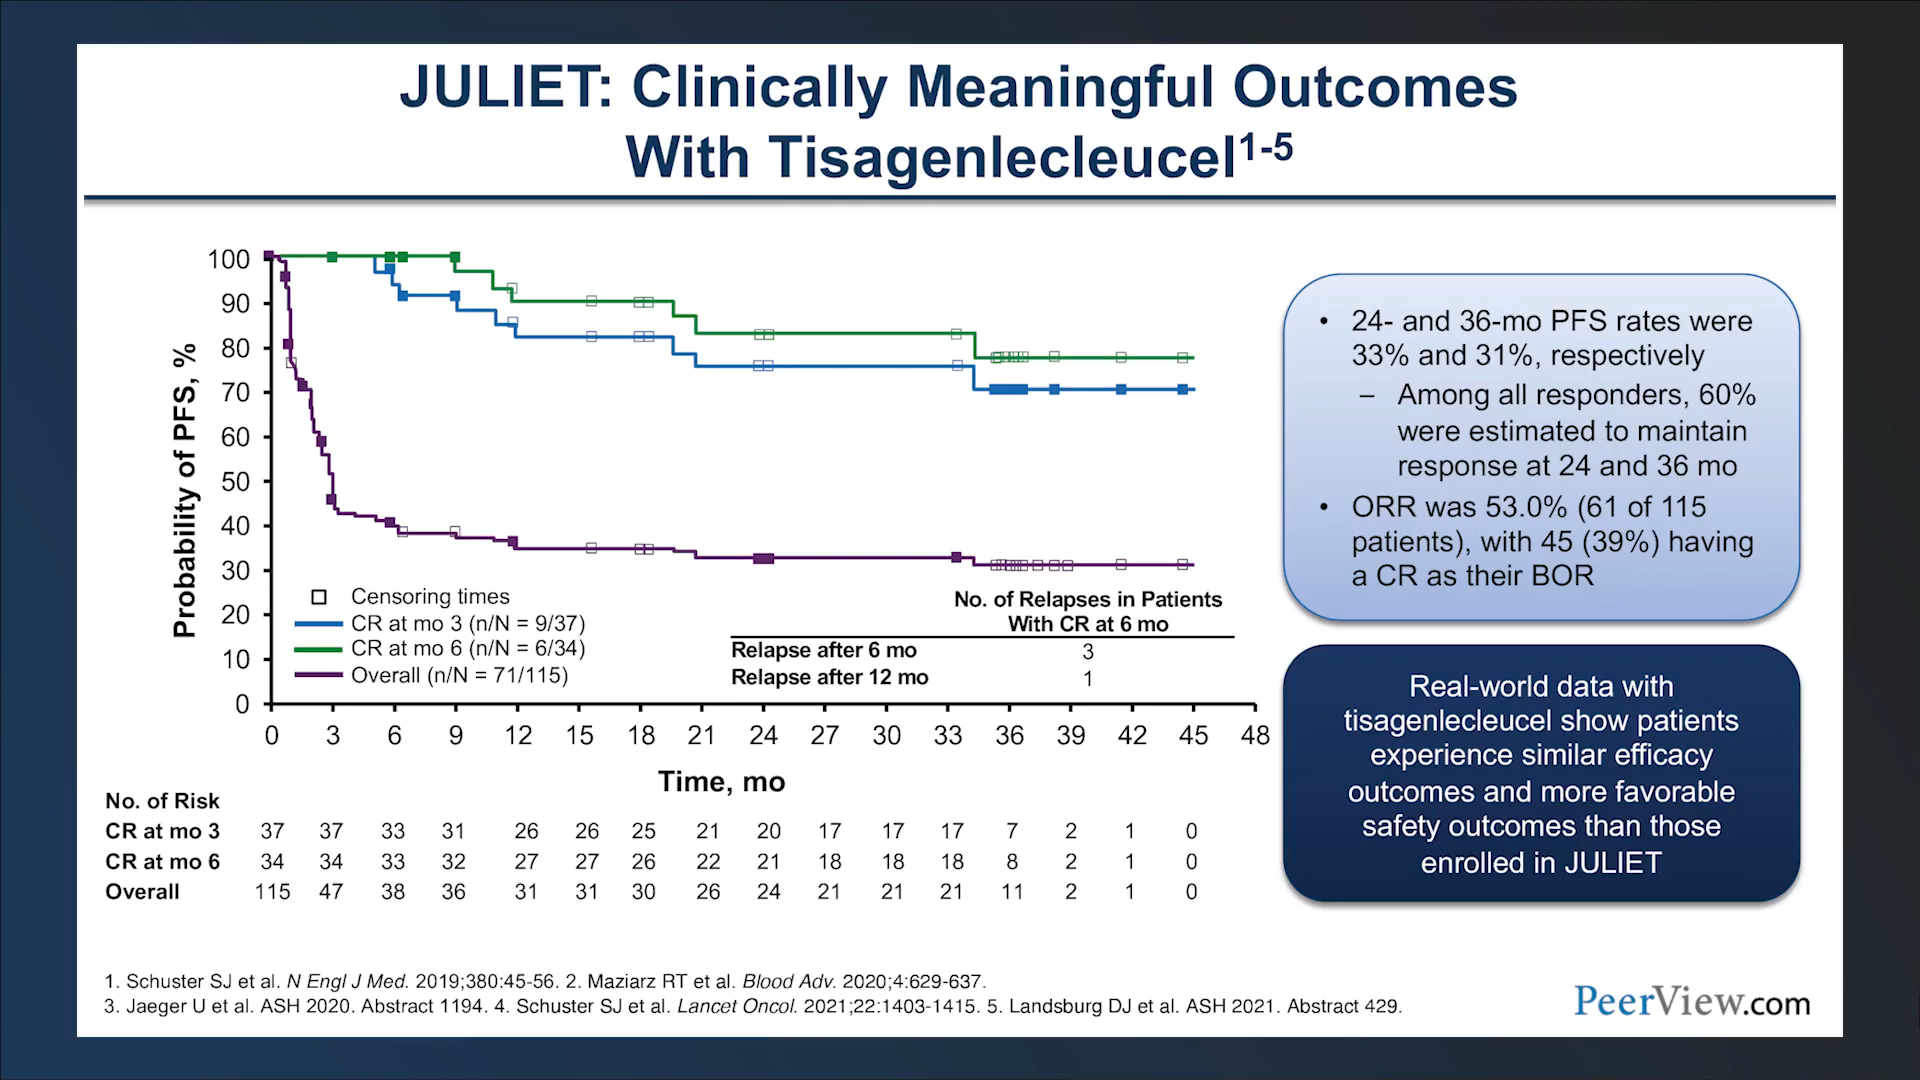 JULIET: Clinically Meaningful Outcomes
With Tisagenlecleucel1-5
Probability of PFS, %
100
90
80
70
60
50
40
30
20
10
0
Censoring times
CR at mo 3 (n/N = 9/37)
CR at mo 6 (n/N = 6/34)
Overall (n/N = 71/115)
No. of Relapses in Patients
With CR at 6 mo
Relapse after 6 mo 3
Relapse after 12 mo 1
0 3 6 9 12 15 18 21 24 27 30 33 36 39 42 45 48
Time, mo
No. of Risk
CR at mo 3 37 37 33 31 26 26 25 21 20 17 17 17 7 2 1 0
CR at mo 6 34 34 33 32 27 27 26 22 21 18 18 18 8 2 1 0
Overall 115 47 38 36 31 31 30 26 24 21 21 21 11 2 1 0
• 24- and 36-mo PFS rates were
33% and 31%, respectively
– Among all responders, 60%
were estimated to maintain
response at 24 and 36 mo
• ORR was 53.0% (61 of 115
patients), with 45 (39%) having
a CR as their BOR
Real-world data with
tisagenlecleucel show patients
experience similar efficacy
outcomes and more favorable
safety outcomes than those
enrolled in JULIET
1. Schuster SJ et al. N Engl J Med. 2019;380:45-56. 2. Maziarz RT et al. Blood Adv. 2020;4:629-637.
3. Jaeger U et al. ASH 2020. Abstract 1194. 4. Schuster SJ et al. Lancet Oncol. 2021;22:1403-1415. 5. Landsburg DJ et al. ASH 2021. Abstract 429.
PeerView.com